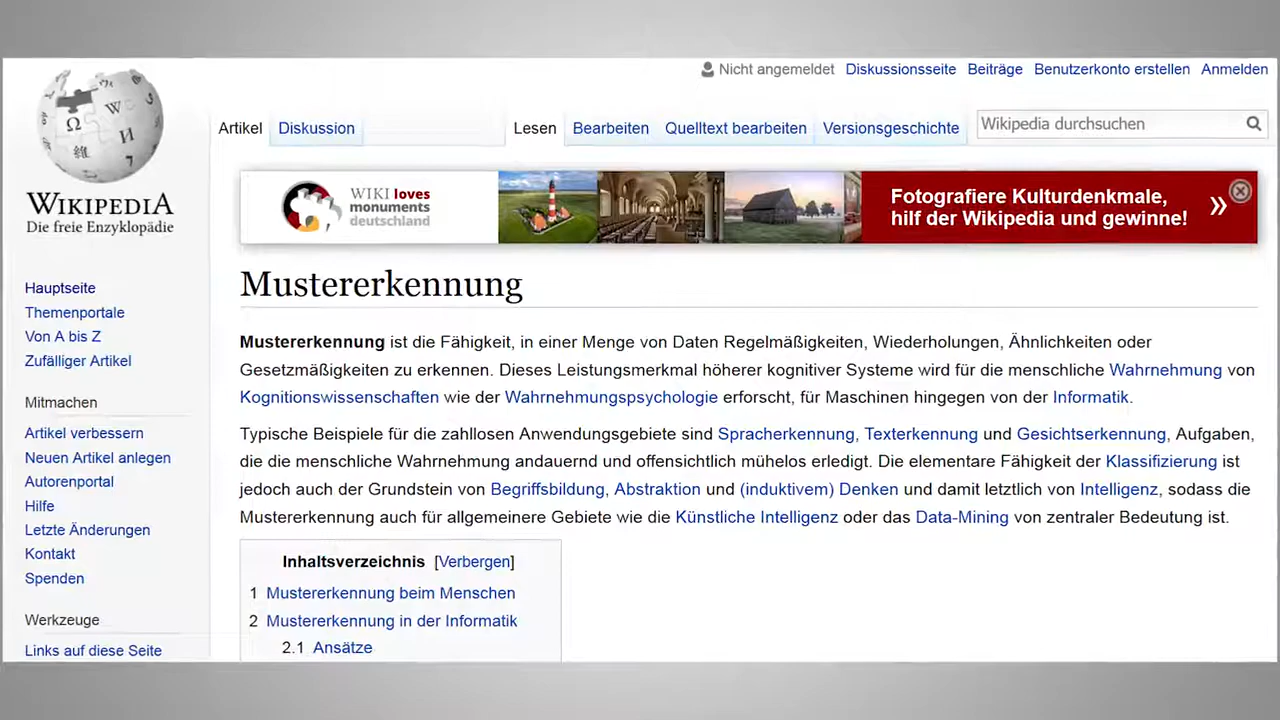 Nicht angemeldet Diskussionsseite Beiträge Benutzerkonto erstellen Anmelden
Artikel Diskussion Lesen Bearbeiten Quelltext bearbeiten Versionsgeschichte Wikipedia durchsuchen
WIKIPEDIA
Die freie Enzyklopädie
WIKI loves
monuments
deutschland
Fotografiere Kulturdenkmale,
hilf der Wikipedia und gewinne!
Hauptseite
Themenportale
Von A bis Z
Zufälliger Artikel
Mitmachen
Artikel verbessern
Neuen Artikel anlegen
Autorenportal
Hilfe
Letzte Änderungen
Kontakt
Spenden
Werkzeuge
Links auf diese Seite
Mustererkennung
Mustererkennung ist die Fähigkeit, in einer Menge von Daten Regelmäßigkeiten, Wiederholungen, Ähnlichkeiten oder
Gesetzmäßigkeiten zu erkennen. Dieses Leistungsmerkmal höherer kognitiver Systeme wird für die menschliche Wahrnehmung von
Kognitionswissenschaften wie der Wahrnehmungspsychologie erforscht, für Maschinen hingegen von der Informatik.
Typische Beispiele für die zahllosen Anwendungsgebiete sind Spracherkennung, Texterkennung und Gesichtserkennung, Aufgaben,
die die menschliche Wahrnehmung andauernd und offensichtlich mühelos erledigt. Die elementare Fähigkeit der Klassifizierung ist
jedoch auch der Grundstein von Begriffsbildung, Abstraktion und (induktivem) Denken und damit letztlich von Intelligenz, sodass die
Mustererkennung auch für allgemeinere Gebiete wie die Künstliche Intelligenz oder das Data-Mining von zentraler Bedeutung ist.
Inhaltsverzeichnis [Verbergen]
1 Mustererkennung beim Menschen
2 Mustererkennung in der Informatik
2.1 Ansätze